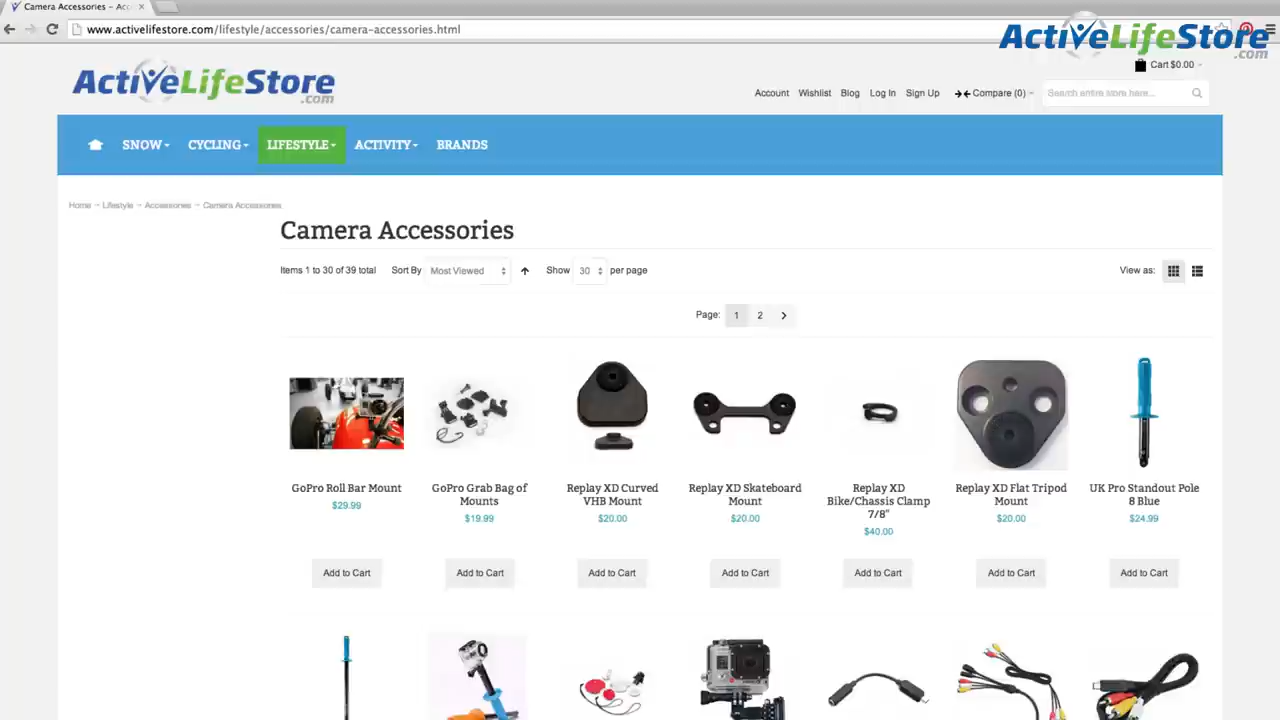 Camera Accessories – Acc
www.activelifestore.com/lifestyle/accessories/camera-accessories.html
ActiveLifeStore
.com
Cart $0.00
ActiveLifeStore
.com
Account Wishlist Blog Log In Sign Up Compare (0) Search entire store here...
SNOW CYCLING LIFESTYLE ACTIVITY BRANDS
Home → Lifestyle → Accessories → Camera Accessories
Camera Accessories
Items 1 to 30 of 39 total Sort By Most Viewed Show 30 per page View as:
Page: 1 2
GoPro Roll Bar Mount
$29.99
GoPro Grab Bag of
Mounts
$19.99
Replay XD Curved
VHB Mount
$20.00
Replay XD Skateboard
Mount
$20.00
Replay XD
Bike/Chassis Clamp
7/8"
$40.00
Replay XD Flat Tripod
Mount
$20.00
UK Pro Standout Pole
8 Blue
$24.99
Add to Cart Add to Cart Add to Cart Add to Cart Add to Cart Add to Cart Add to Cart